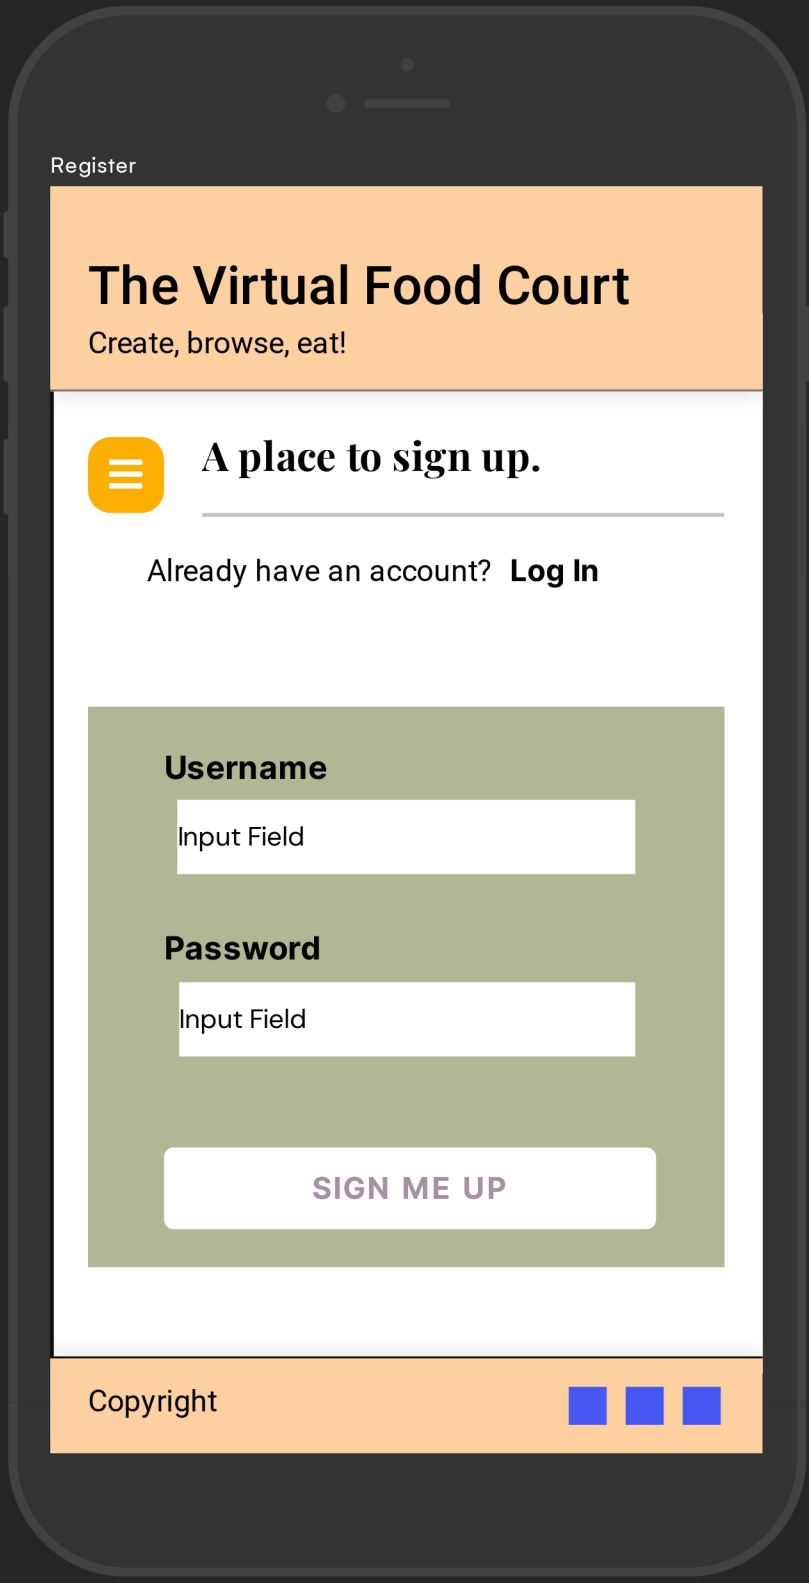 Register
The Virtual Food Court
Create, browse, eat!
A place to sign up.
Already have an account? Log In
Username
Input Field
Password
Input Field
SIGN ME UP
Copyright